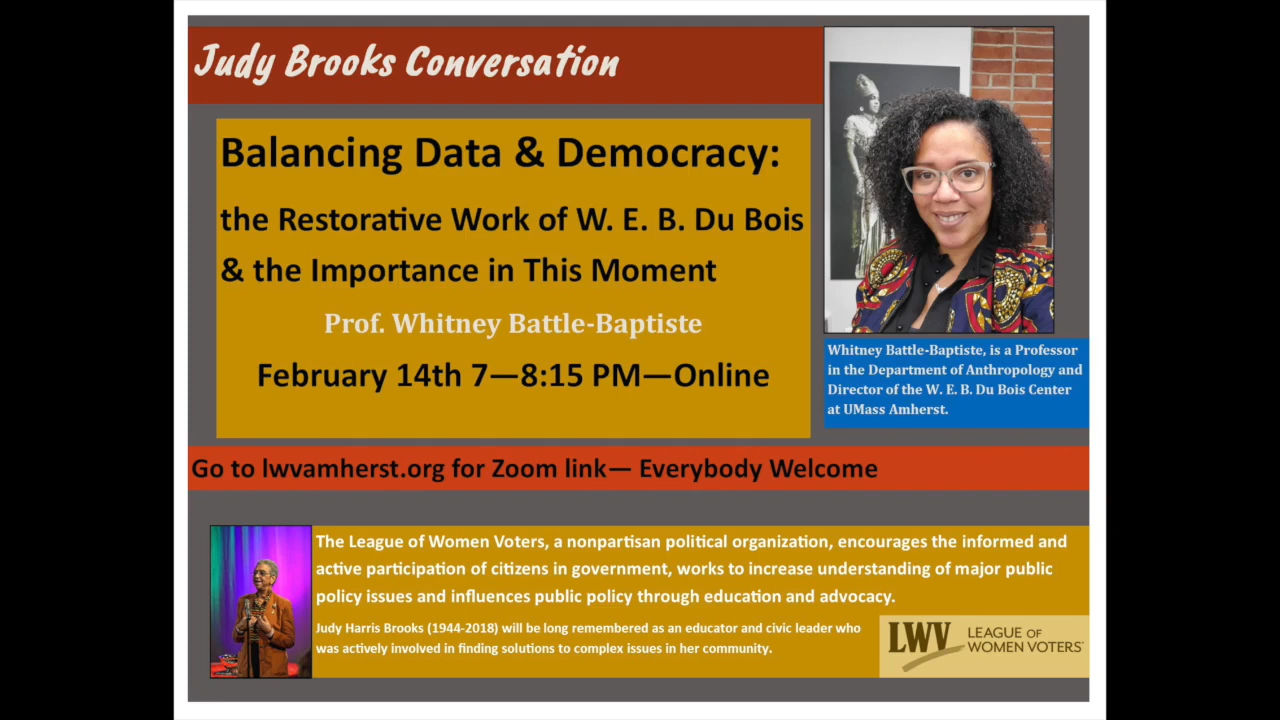 Judy Brooks Conversation
Balancing Data & Democracy:
the Restorative Work of W. E. B. Du Bois
& the Importance in This Moment
Prof. Whitney Battle-Baptiste
February 14th 7—8:15 PM—Online
Whitney Battle-Baptiste, is a Professor
in the Department of Anthropology and
Director of the W. E. B. Du Bois Center
at UMass Amherst.
Go to lwvamherst.org for Zoom link— Everybody Welcome
The League of Women Voters, a nonpartisan political organization, encourages the informed and
active participation of citizens in government, works to increase understanding of major public
policy issues and influences public policy through education and advocacy.
Judy Harris Brooks (1944-2018) will be long remembered as an educator and civic leader who
was actively involved in finding solutions to complex issues in her community.
LWV
LEAGUE OF
WOMEN VOTERS